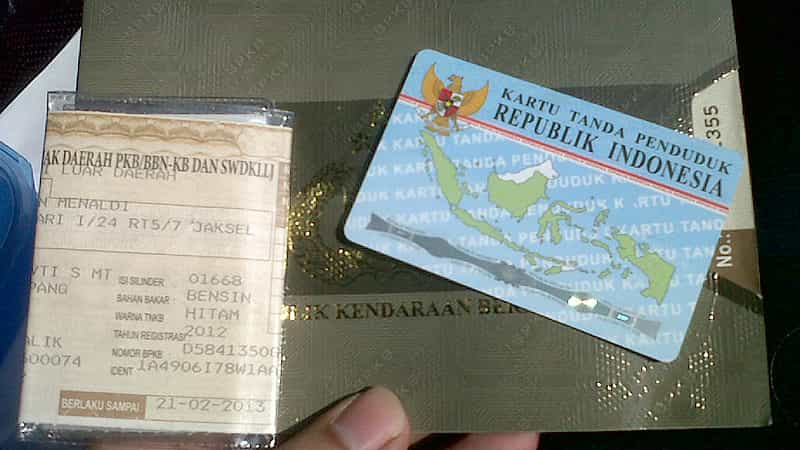 AK DAERAH PKB/BBN-KB DAN SWDKLLJ
LUAR DAERAH
N MENALDI
ARI I/24 RT5/7 JAKSEL
VTI S MT
ISI SILINDER 01668
PANG
BAHAN BAKAR BENSIN
WARNA TNKB HITAM
TAHUN REGISTRASI 2012
ALIK
NOMOR BPKB D5841350G
00074
IDENT 1A4906I78W1AA
BERLAKU SAMPAI 21-02-2013
KARTU TANDA PENDUDUK
REPUBLIK INDONESIA
LIK KENDARAAN BER
No.:
355